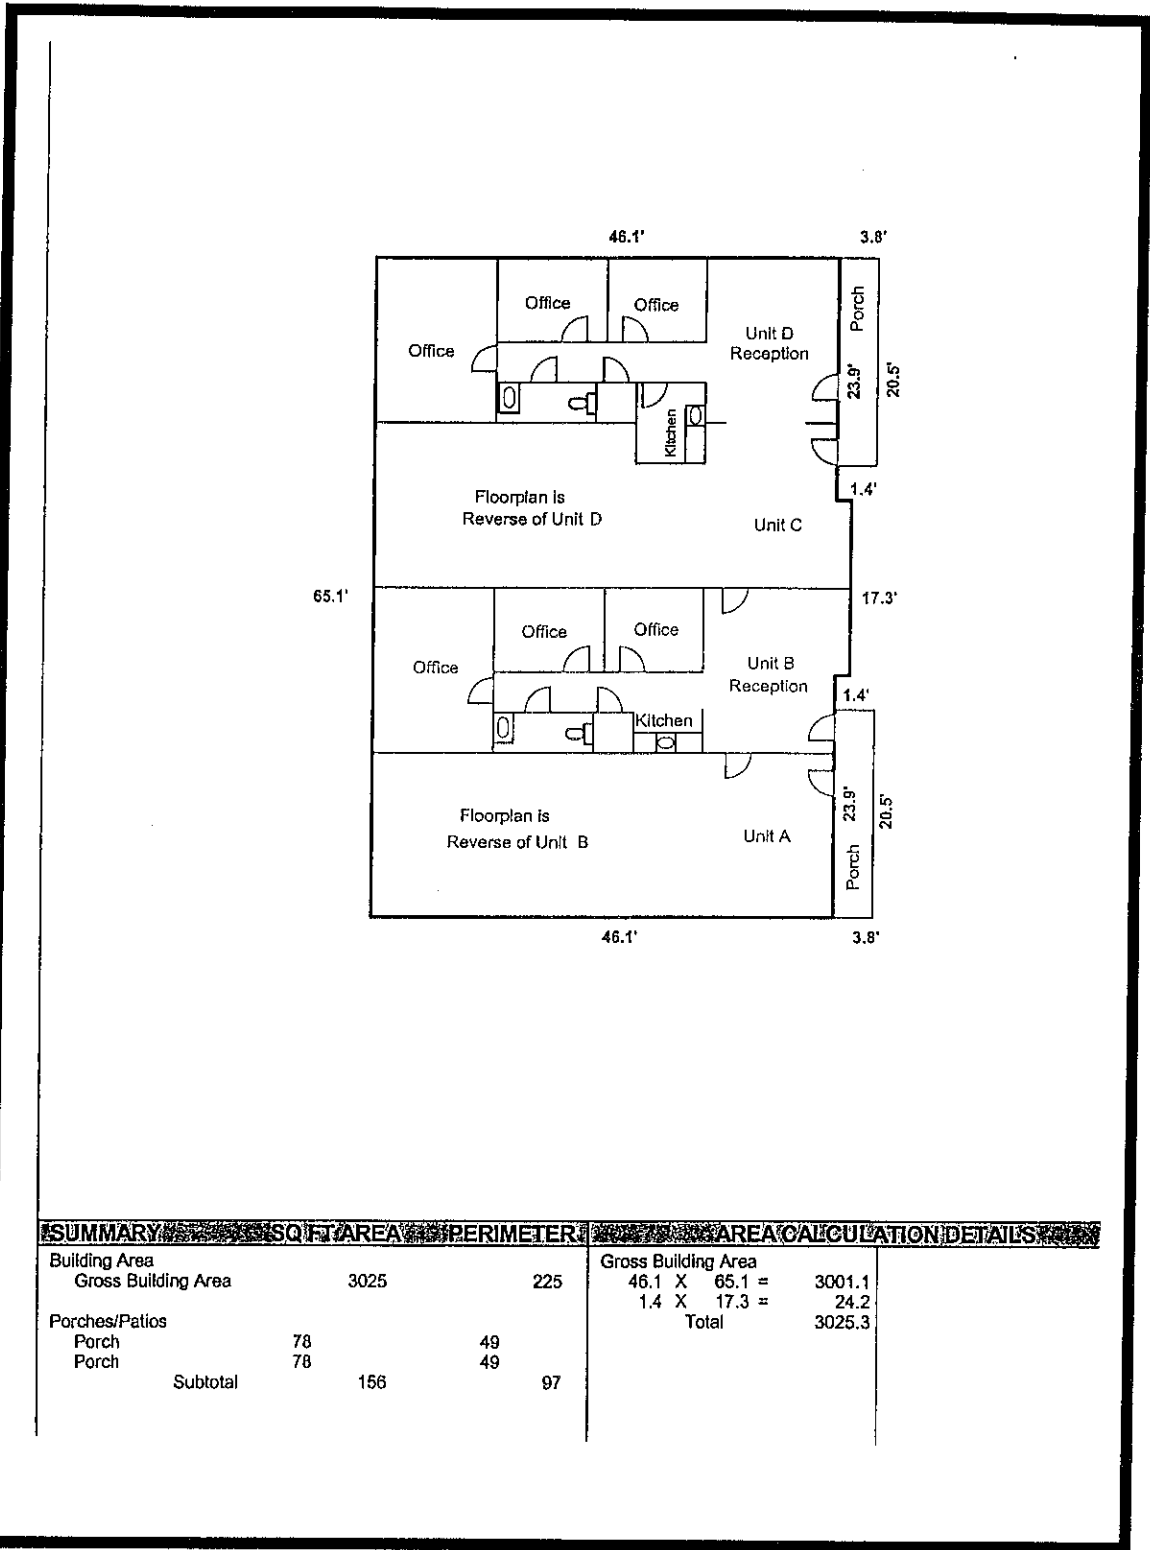 46.1' 3.8'
Office Office Porch
Unit D
Reception
Office
23.9' 20.5'
Kitchen
1.4'
Floorplan is
Reverse of Unit D
Unit C
65.1' 17.3'
Office Office
Office
Unit B
Reception
1.4'
Kitchen
23.9' 20.5'
Floorplan is
Reverse of Unit B
Unit A
Porch
46.1' 3.8'
SUMMARY SQ FT AREA PERIMETER AREA CALCULATION DETAILS
Building Area
Gross Building Area 3025 225
Porches/Patios
Porch 78 49
Porch 78 49
Subtotal 156 97
Gross Building Area
46.1 X 65.1 = 3001.1
1.4 X 17.3 = 24.2
Total 3025.3